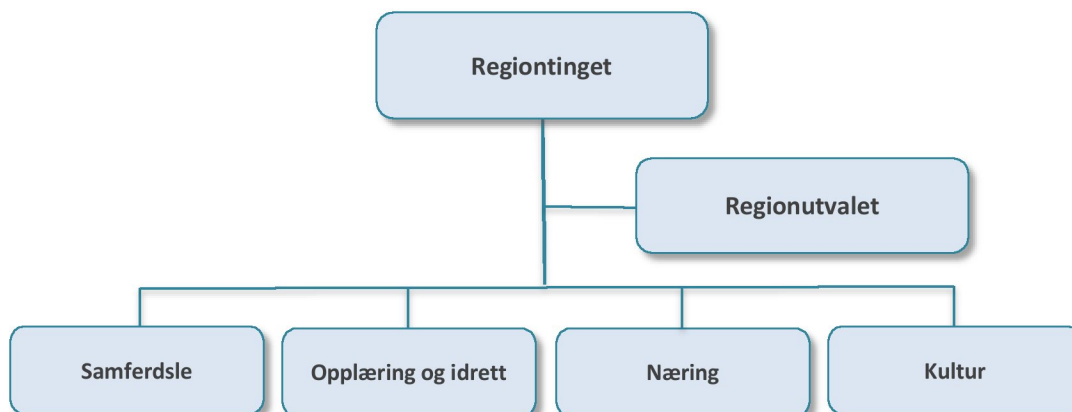 Regiontinget
Regionutvalet
Samferdsle
Opplæring og idrett
Næring
Kultur